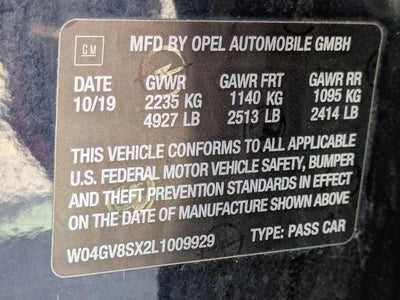 GM
MFD BY OPEL AUTOMOBILE GMBH
DATE GVWR GAWR FRT GAWR RR
10/19 2235 KG 1140 KG 1095 KG
4927 LB 2513 LB 2414 LB
THIS VEHICLE CONFORMS TO ALL APPLICABLE
U.S. FEDERAL MOTOR VEHICLE SAFETY, BUMPER
AND THEFT PREVENTION STANDARDS IN EFFECT
ON THE DATE OF MANUFACTURE SHOWN ABOVE
W04GV8SX2L1009929 TYPE: PASS CAR